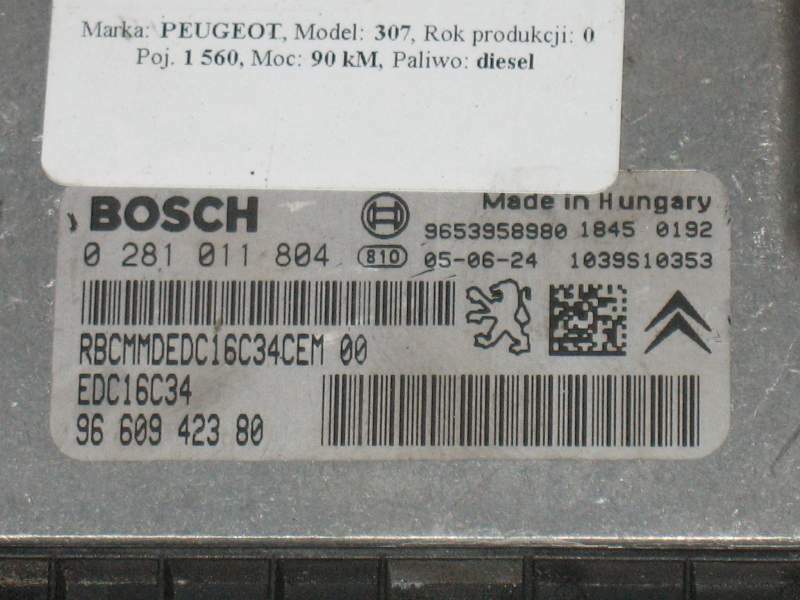 Marka: PEUGEOT, Model: 307, Rok produkcji: 0
Poj. 1 560, Moc: 90 kM, Paliwo: diesel
BOSCH
Made in Hungary
9653958980 1845 0192
0 281 011 804 810 05-06-24 1039S10353
RBCMMDEDC16C34CEM 00
EDC16C34
96 609 423 80